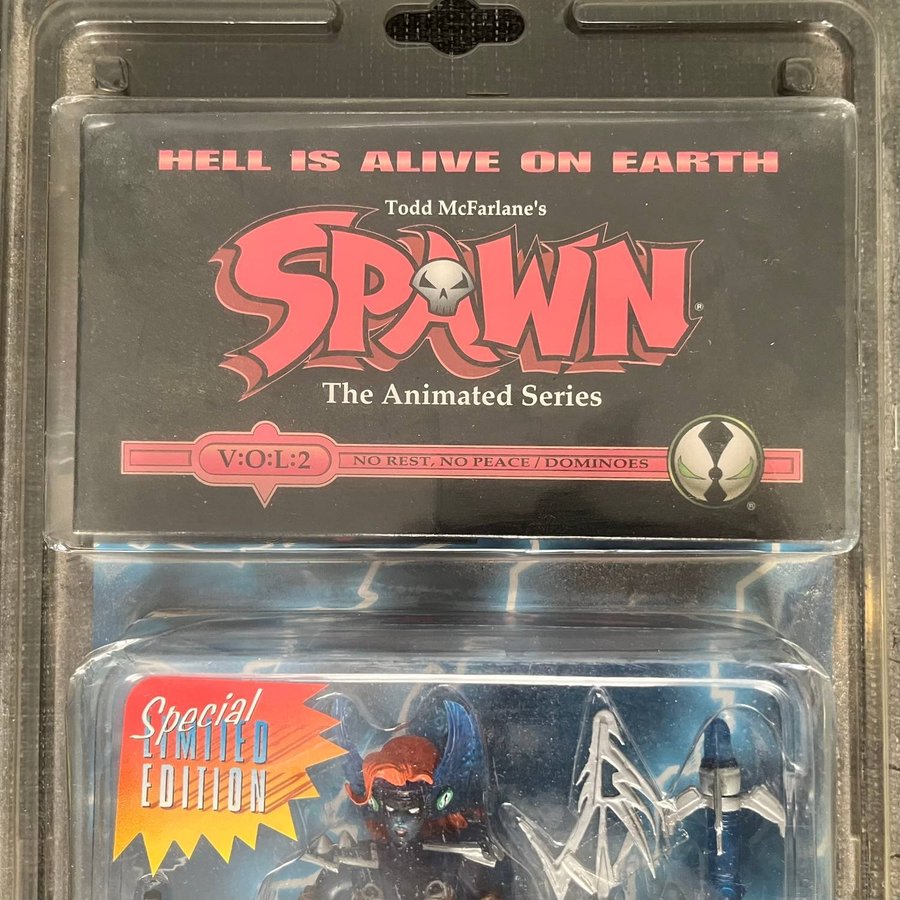 HELL IS ALIVE ON EARTH
Todd McFarlane's
SPAWN®
The Animated Series
V:O:L:2
NO REST, NO PEACE / DOMINOES
®
Special
LIMITED
EDITION